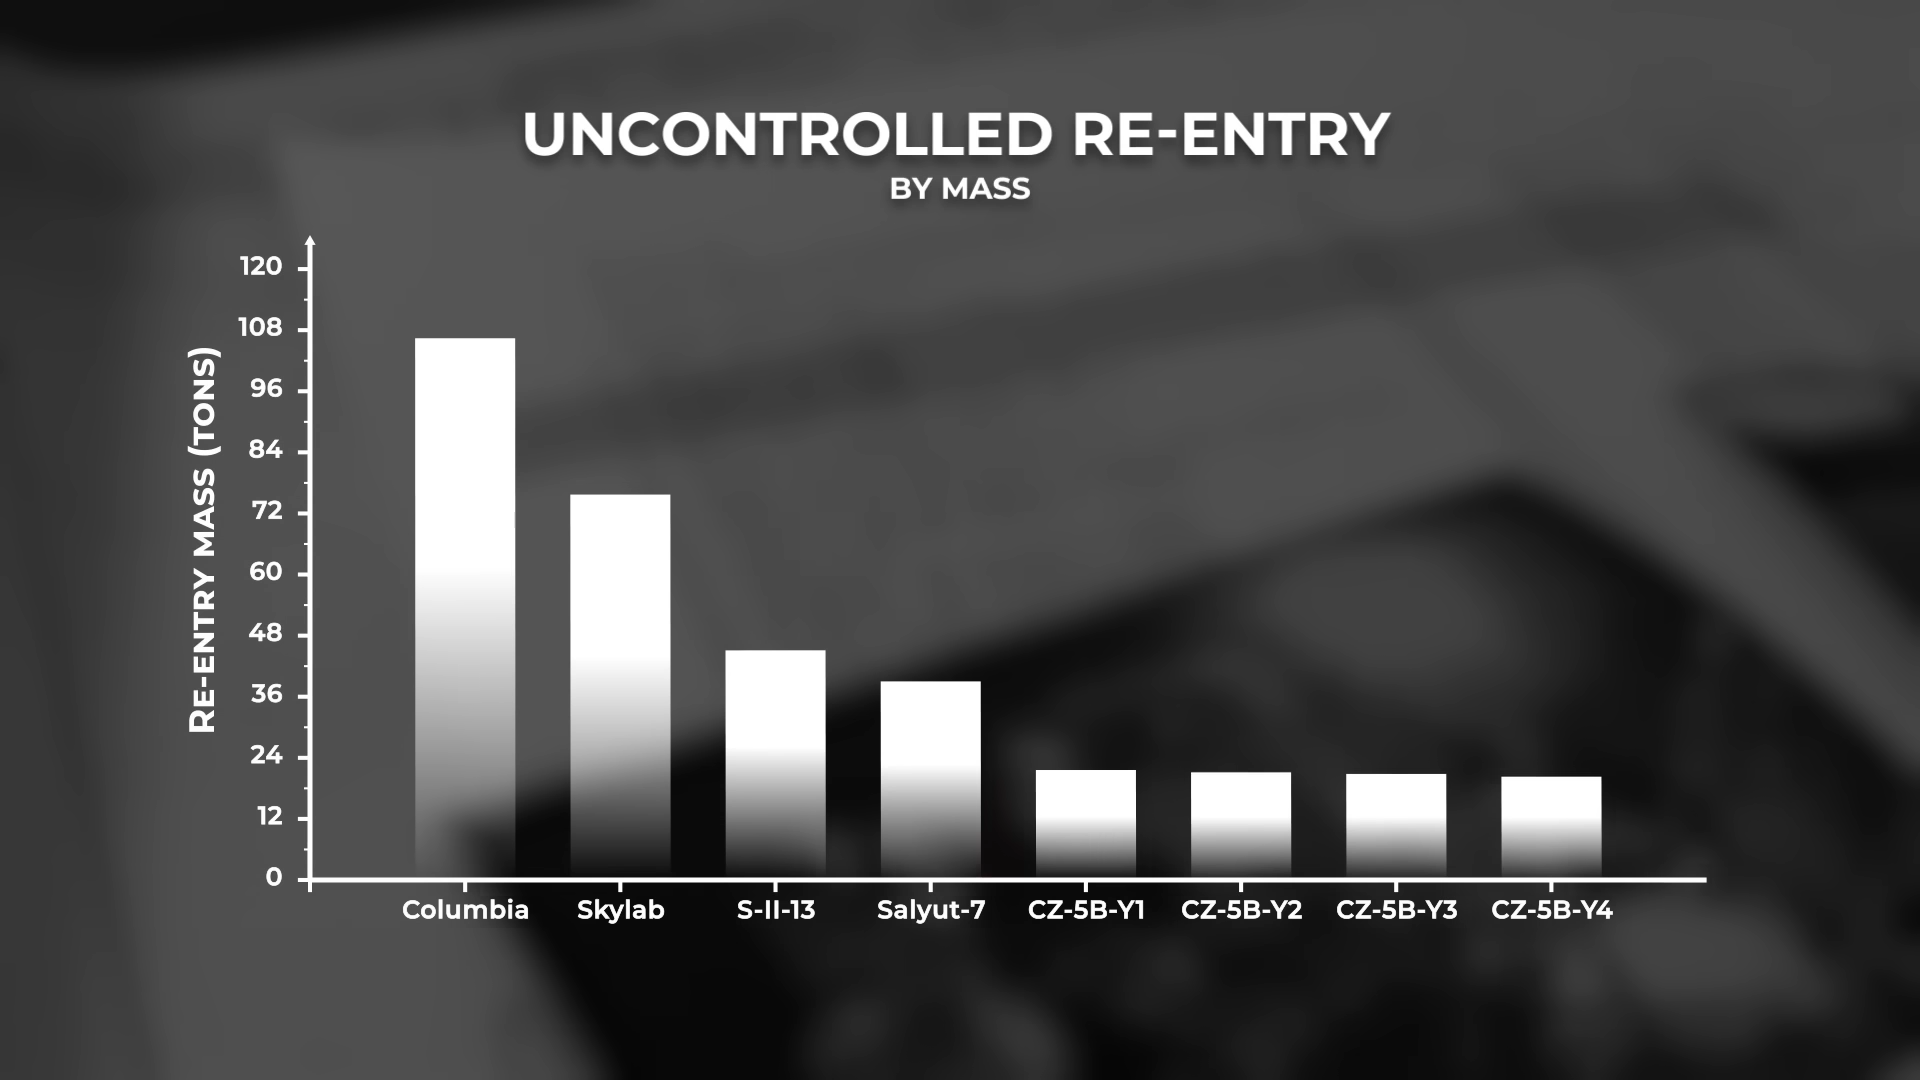 UNCONTROLLED RE-ENTRY
BY MASS
RE-ENTRY MASS (TONS)
120
108
96
84
72
60
48
36
24
12
0
Columbia
Skylab
S-II-13
Salyut-7
CZ-5B-Y1
CZ-5B-Y2
CZ-5B-Y3
CZ-5B-Y4